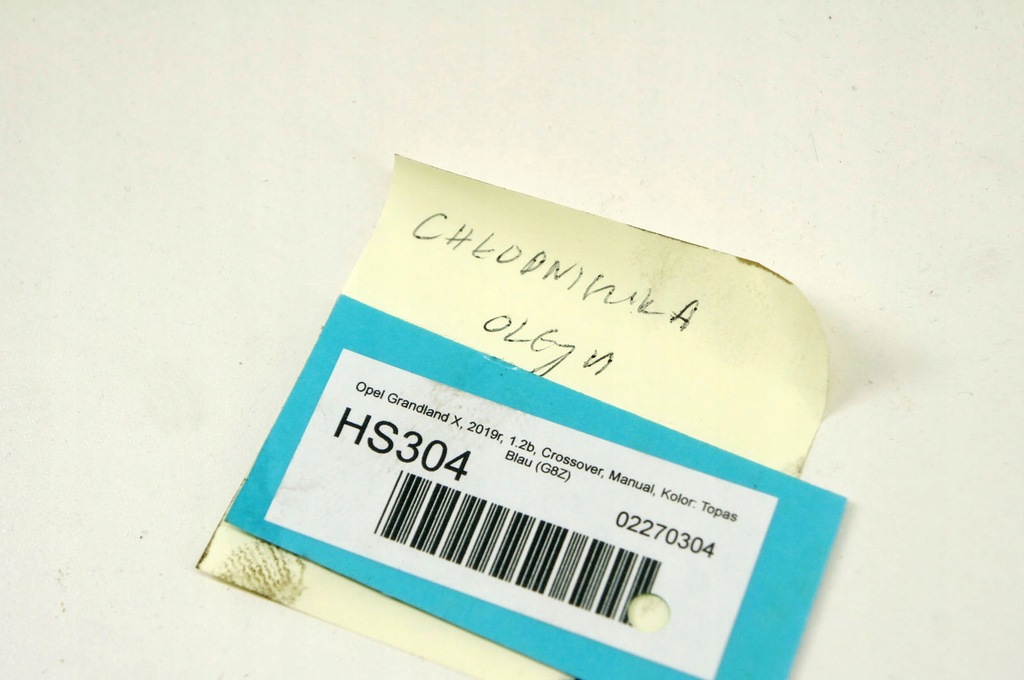 CHŁODNICZKA
OLEJU
Opel Grandland X, 2019r, 1.2b, Crossover, Manual, Kolor: Topas
Blau (G8Z)
HS304
02270304